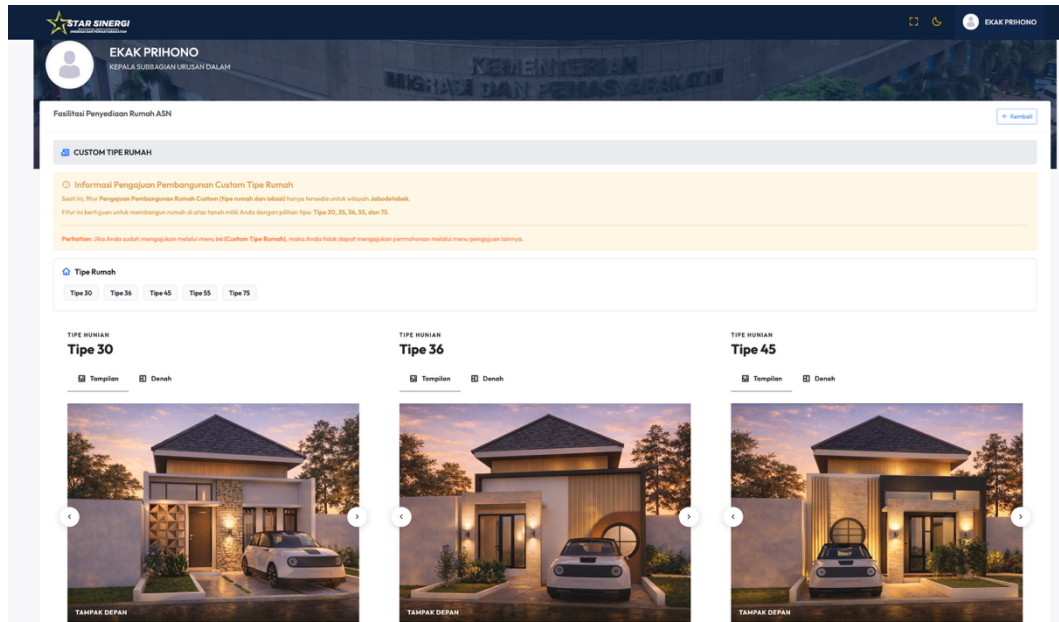 STAR SINERGI
EKAK PRIHONO
EKAK PRIHONO
KEPALA SUBBAGIAN URUSAN DALAM
KEMENTERIAN
IMIGRASI DAN PEMASYARAKATAN
Fasilitasi Penyediaan Rumah ASN
← Kembali
CUSTOM TIPE RUMAH
Informasi Pengajuan Pembangunan Custom Tipe Rumah
Saat ini, fitur Pengajuan Pembangunan Rumah Custom (tipe rumah dan lokasi) hanya tersedia untuk wilayah Jabodetabek.
Fitur ini bertujuan untuk membangun rumah di atas tanah milik Anda dengan pilihan tipe: Tipe 30, 35, 36, 55, dan 75.
Perhatian: Jika Anda sudah mengajukan melalui menu ini (Custom Tipe Rumah), maka Anda tidak dapat mengajukan permohonan melalui menu pengajuan lainnya.
Tipe Rumah
Tipe 30 Tipe 36 Tipe 45 Tipe 55 Tipe 75
TIPE HUNIAN TIPE HUNIAN TIPE HUNIAN
Tipe 30 Tipe 36 Tipe 45
Tampilan Denah Tampilan Denah Tampilan Denah
TAMPAK DEPAN TAMPAK DEPAN TAMPAK DEPAN